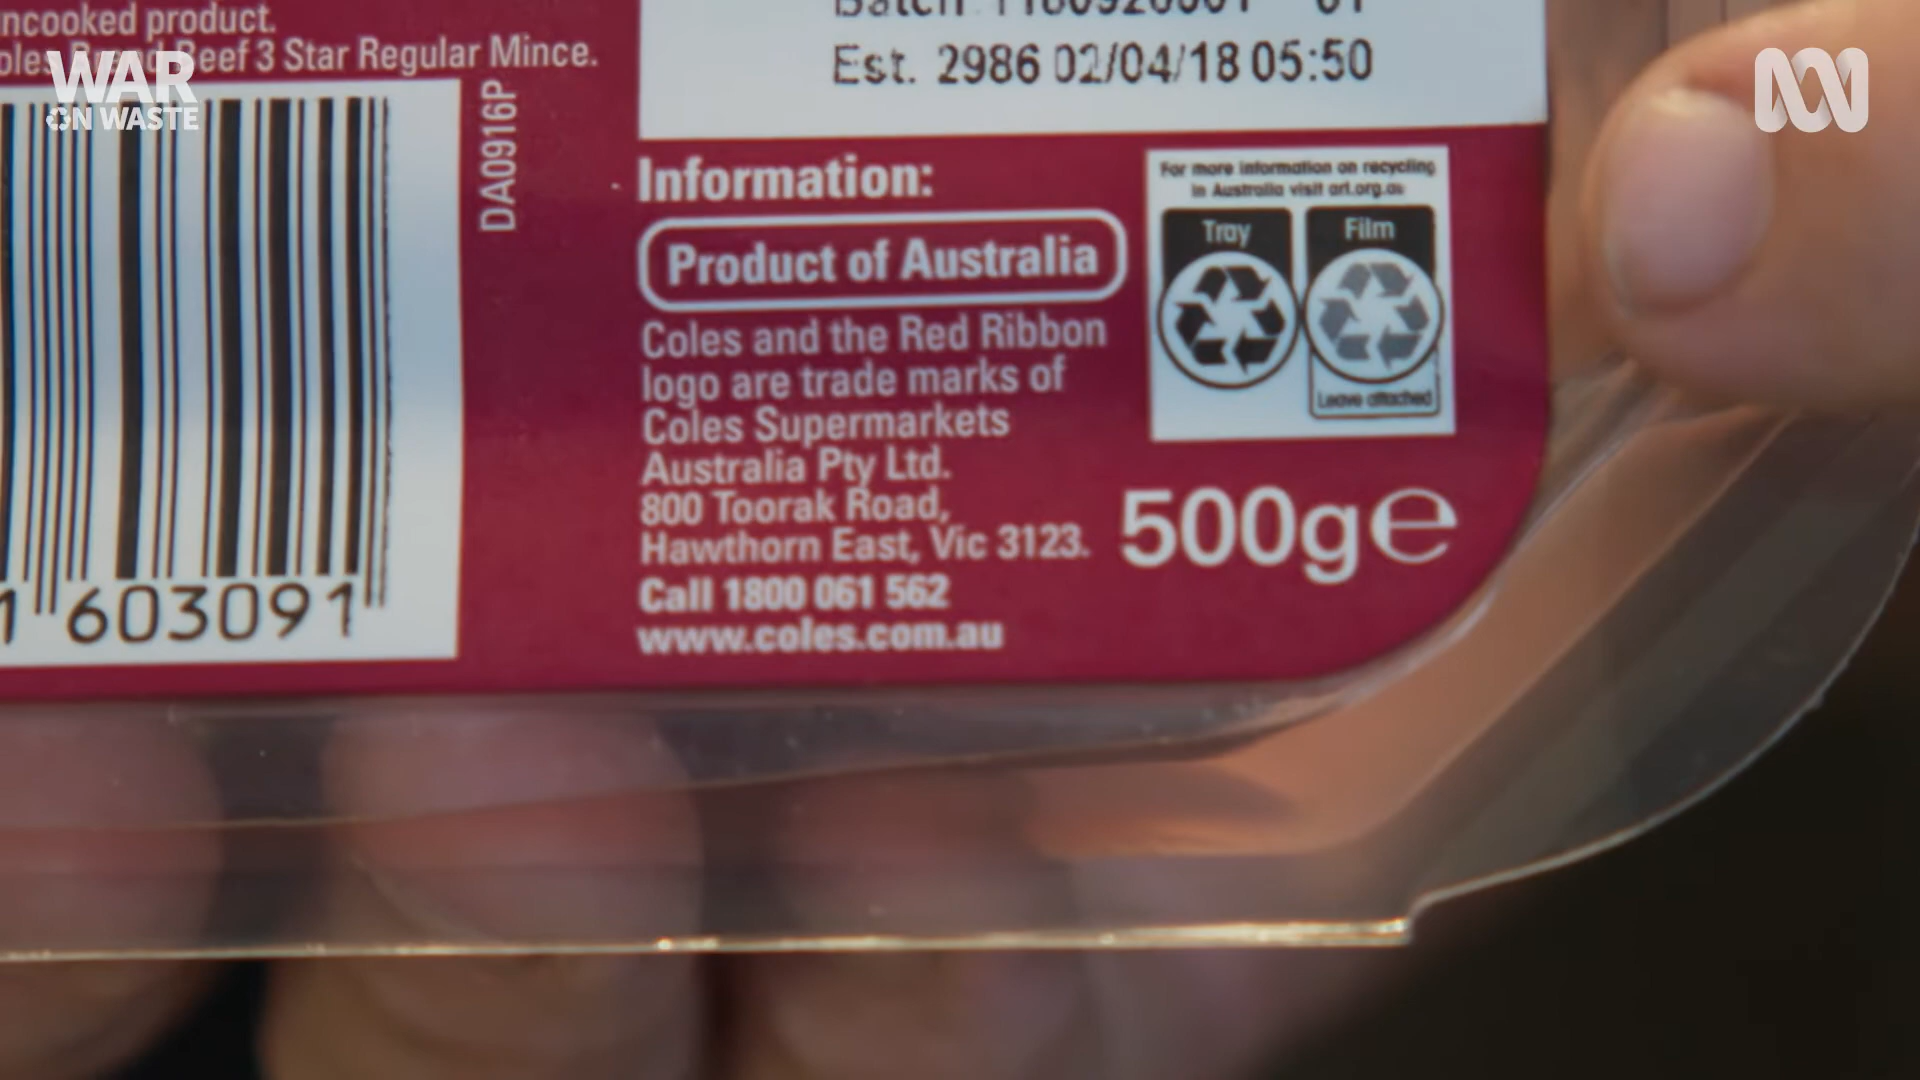 ncooked product.
oles Brand Beef 3 Star Regular Mince.
WAR
ON WASTE
DA0916P
1 603091
Est. 2986 02/04/18 05:50
Information:
Product of Australia
Coles and the Red Ribbon
logo are trade marks of
Coles Supermarkets
Australia Pty Ltd.
800 Toorak Road,
Hawthorn East, Vic 3123.
Call 1800 061 562
www.coles.com.au
For more information on recycling
in Australia visit arl.org.au
Tray
Film
Leave attached
500g℮